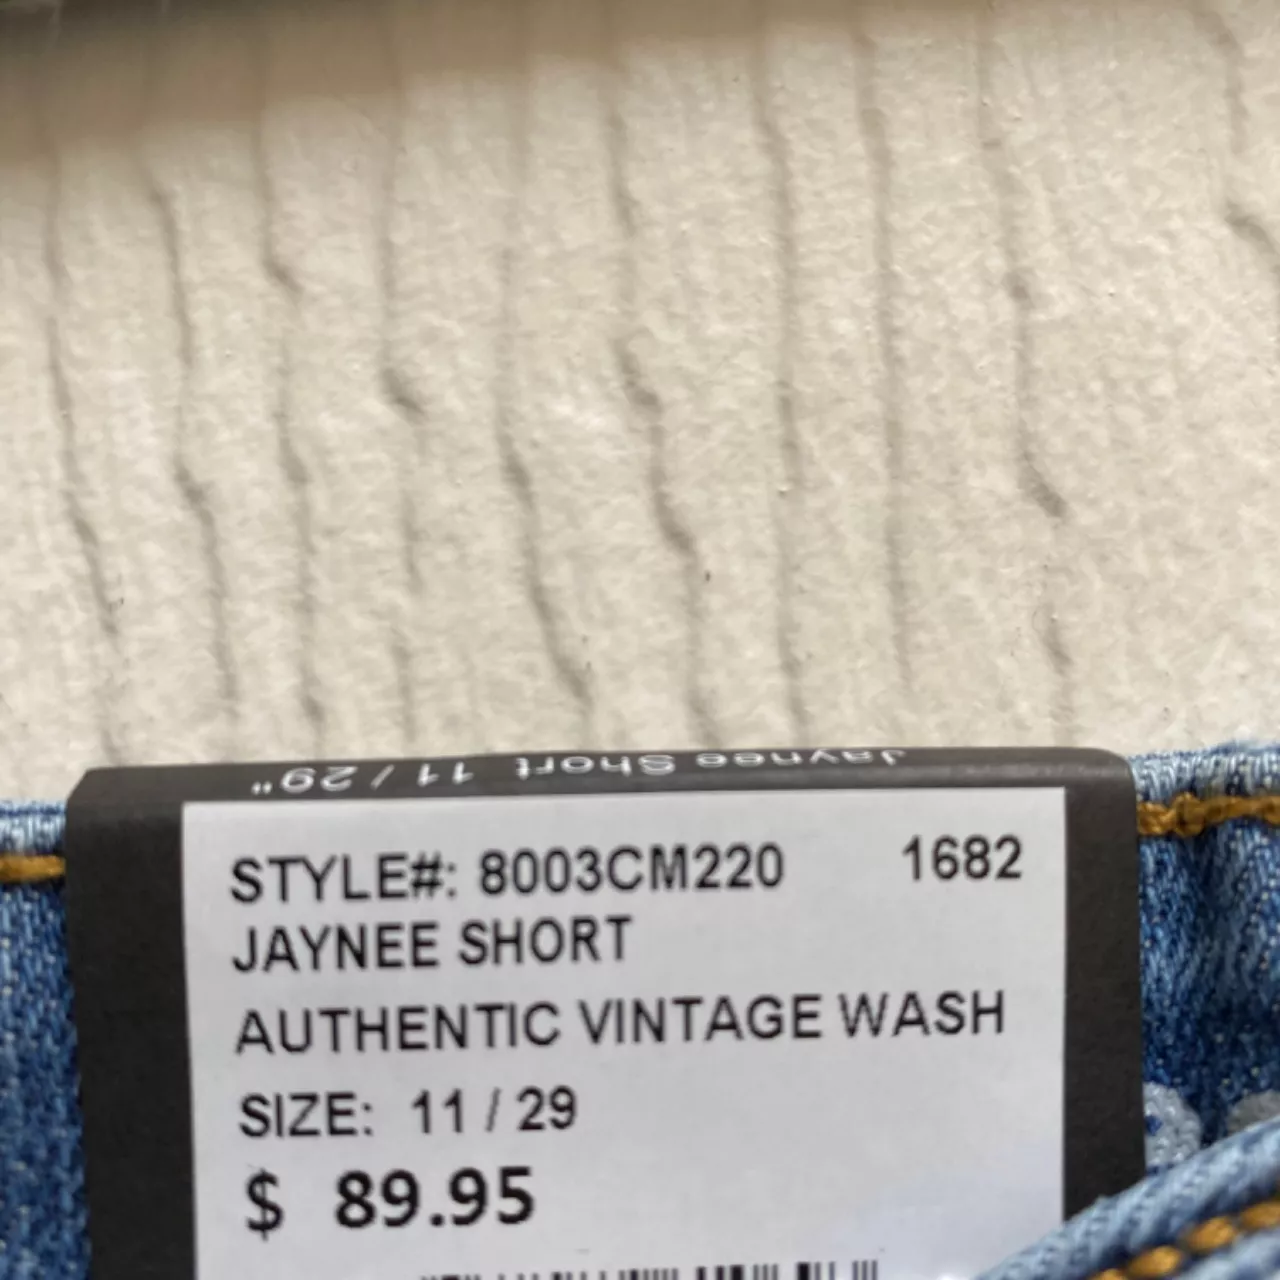 Jaynee Short 11 / 29"
STYLE#: 8003CM220 1682
JAYNEE SHORT
AUTHENTIC VINTAGE WASH
SIZE: 11 / 29
$ 89.95